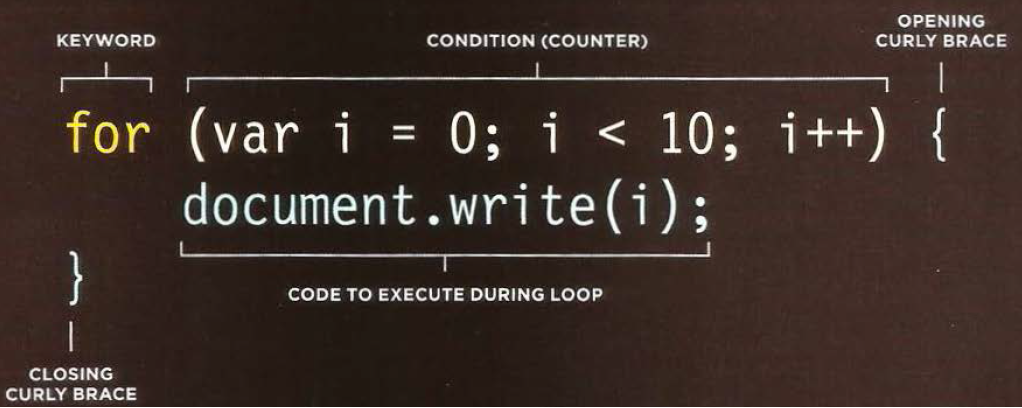 KEYWORD
CONDITION (COUNTER)
OPENING
CURLY BRACE
for (var i = 0; i < 10; i++) {
document.write(i);
}
CODE TO EXECUTE DURING LOOP
CLOSING
CURLY BRACE